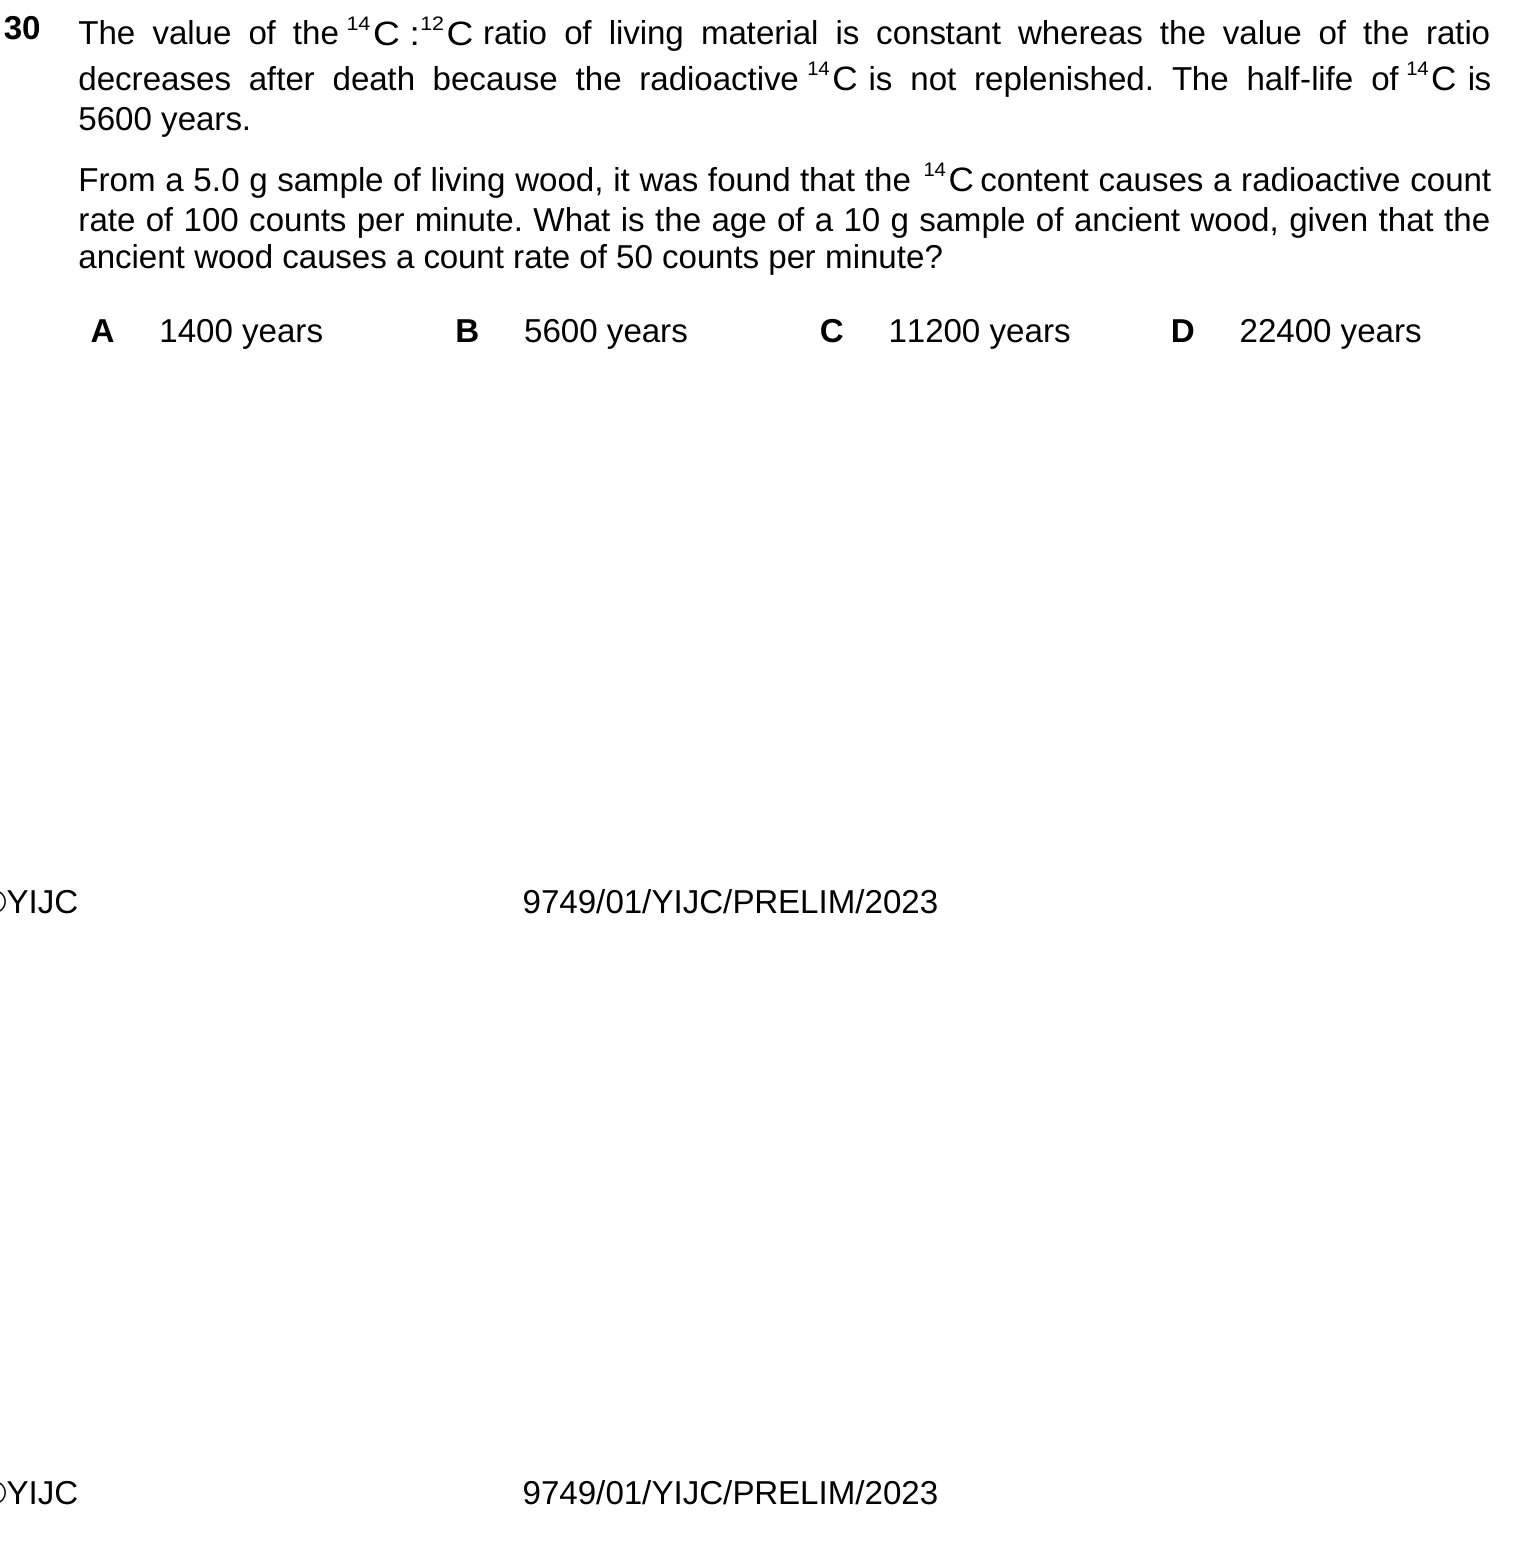 30 The value of the ¹⁴C :¹²C ratio of living material is constant whereas the value of the ratio
decreases after death because the radioactive ¹⁴C is not replenished. The half-life of ¹⁴C is
5600 years.
From a 5.0 g sample of living wood, it was found that the ¹⁴C content causes a radioactive count
rate of 100 counts per minute. What is the age of a 10 g sample of ancient wood, given that the
ancient wood causes a count rate of 50 counts per minute?
A 1400 years B 5600 years C 11200 years D 22400 years
©YIJC 9749/01/YIJC/PRELIM/2023
©YIJC 9749/01/YIJC/PRELIM/2023